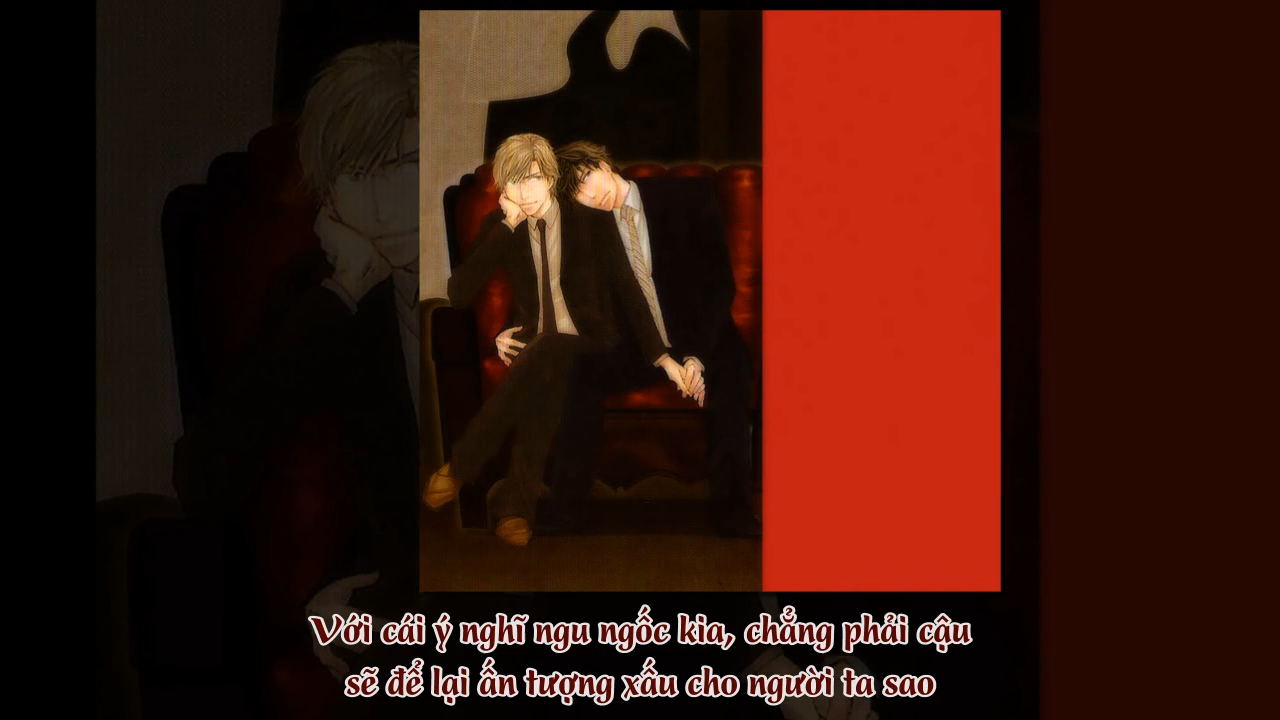 Với cái ý nghĩ ngu ngốc kia, chẳng phải cậu
sẽ để lại ấn tượng xấu cho người ta sao